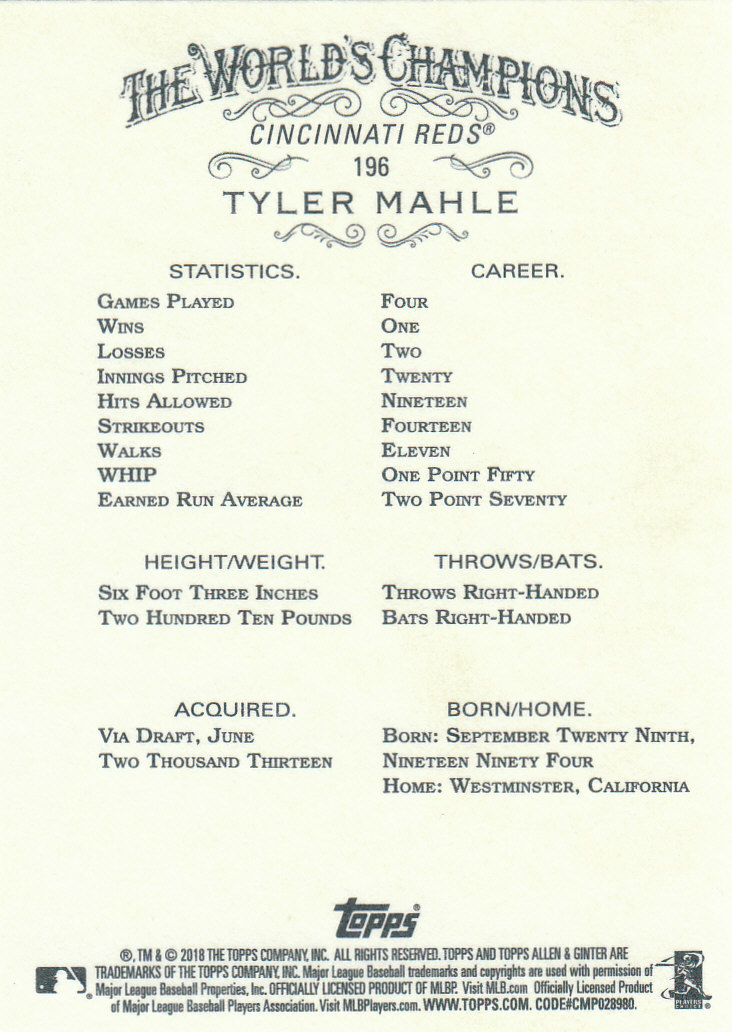 THE WORLD'S CHAMPIONS
CINCINNATI REDS®
196
TYLER MAHLE
STATISTICS. CAREER.
GAMES PLAYED FOUR
WINS ONE
LOSSES TWO
INNINGS PITCHED TWENTY
HITS ALLOWED NINETEEN
STRIKEOUTS FOURTEEN
WALKS ELEVEN
WHIP ONE POINT FIFTY
EARNED RUN AVERAGE TWO POINT SEVENTY
HEIGHT/WEIGHT. THROWS/BATS.
SIX FOOT THREE INCHES THROWS RIGHT-HANDED
TWO HUNDRED TEN POUNDS BATS RIGHT-HANDED
ACQUIRED. BORN/HOME.
VIA DRAFT, JUNE BORN: SEPTEMBER TWENTY NINTH,
TWO THOUSAND THIRTEEN NINETEEN NINETY FOUR
HOME: WESTMINSTER, CALIFORNIA
Topps®
®, TM & © 2018 THE TOPPS COMPANY, INC. ALL RIGHTS RESERVED. TOPPS AND TOPPS ALLEN & GINTER ARE
TRADEMARKS OF THE TOPPS COMPANY, INC. Major League Baseball trademarks and copyrights are used with permission of
Major League Baseball Properties, Inc. OFFICIALLY LICENSED PRODUCT OF MLBP. Visit MLB.com Officially Licensed Product
of Major League Baseball Players Association. Visit MLBPlayers.com. WWW.TOPPS.COM. CODE#CMP028980.
PLAYERS